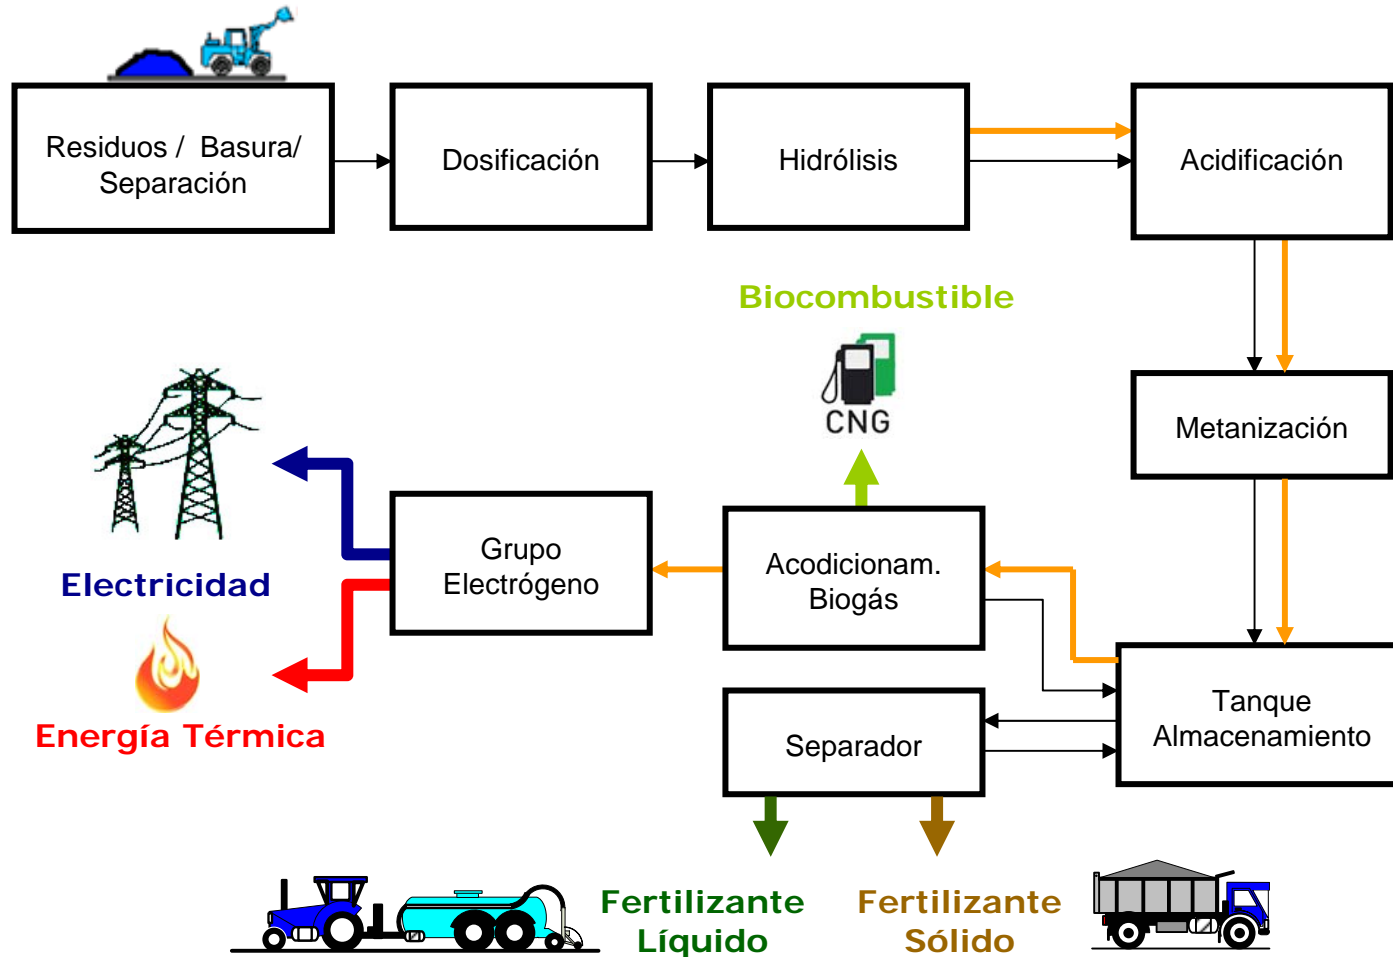 Residuos / Basura/
Separación
Dosificación
Hidrólisis
Acidificación
Biocombustible
CNG
Metanización
Electricidad
Grupo
Electrógeno
Acodicionam.
Biogás
Energía Térmica
Separador
Tanque
Almacenamiento
Fertilizante
Líquido
Fertilizante
Sólido